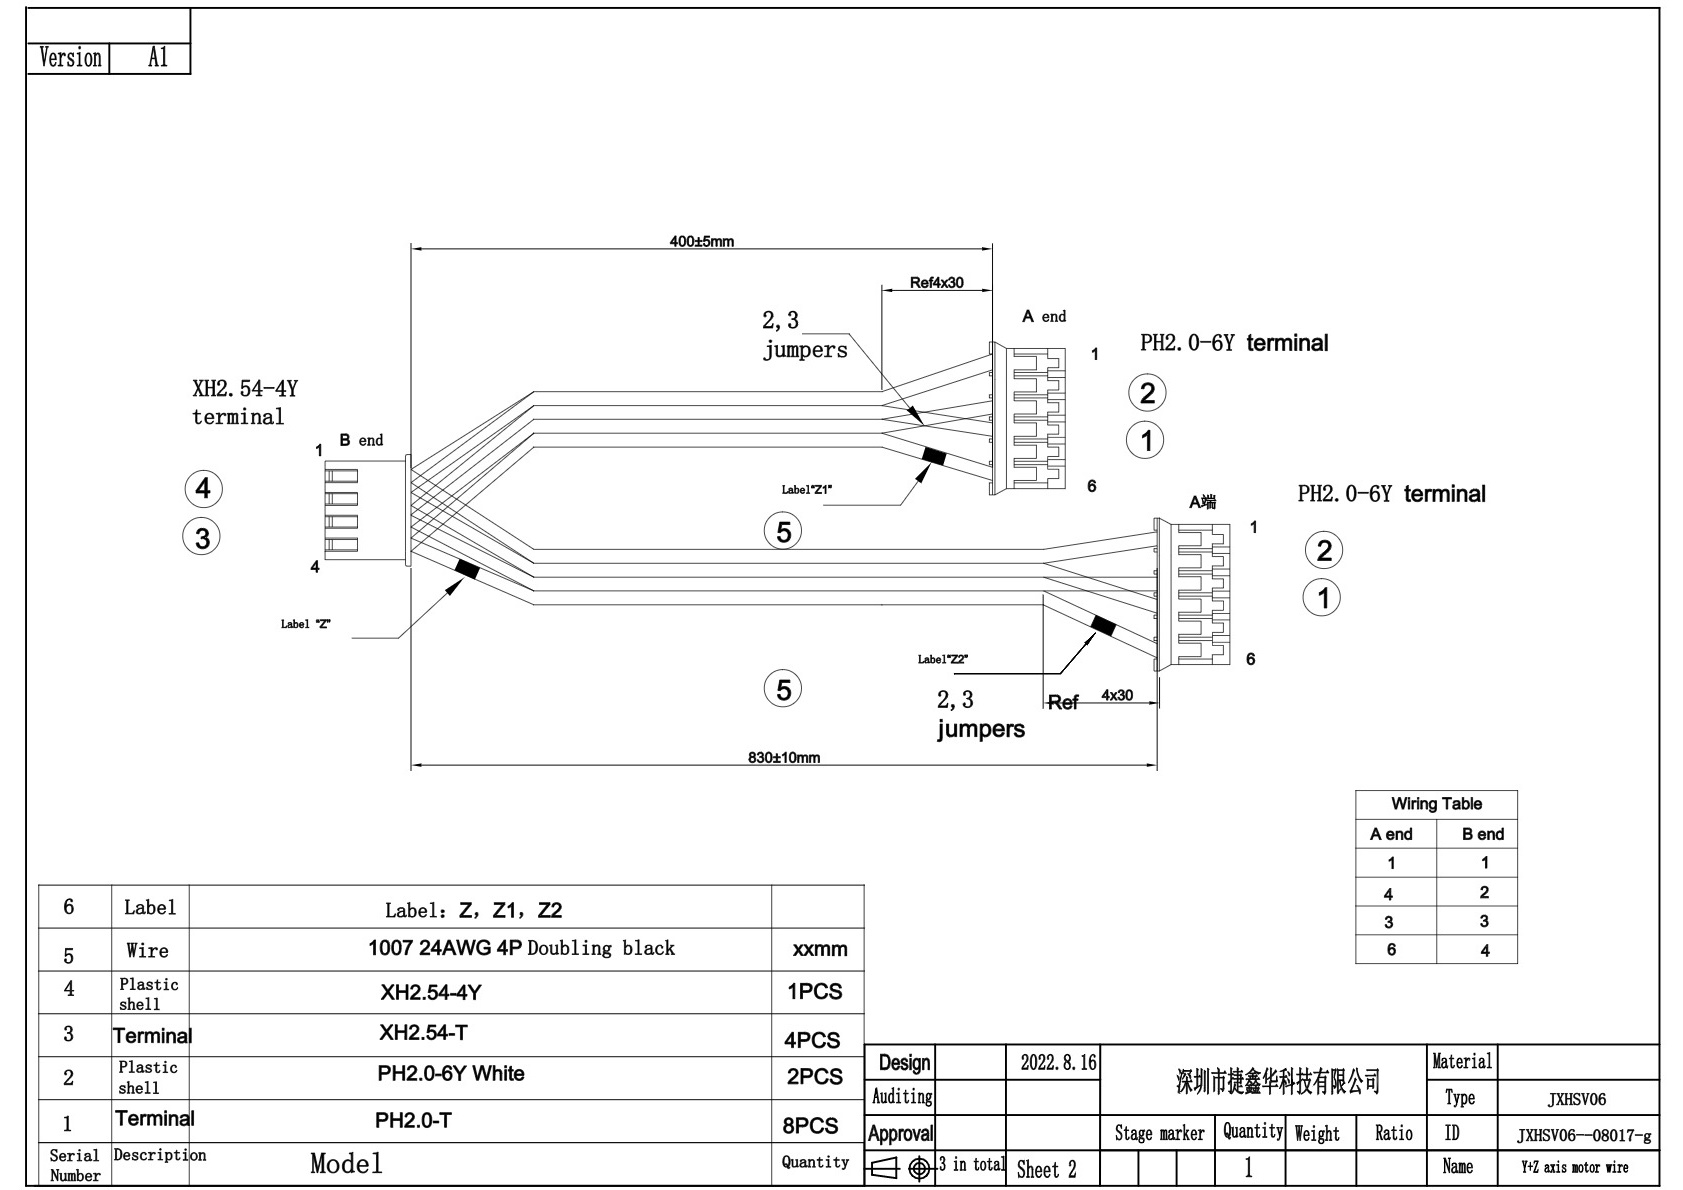 Version A1
400±5mm
Ref4x30
2,3
jumpers
A end
1
PH2.0-6Y terminal
2
1
6
XH2.54-4Y
terminal
1
B end
4
3
4
Label"Z1"
5
A端
PH2.0-6Y terminal
1
2
1
6
Label "Z"
Label"Z2"
5
2,3
jumpers
Ref 4x30
830±10mm
Wiring Table
A end B end
1 1
4 2
3 3
6 4
6 Label Label: Z, Z1, Z2
5 Wire 1007 24AWG 4P Doubling black xxmm
4 Plastic shell XH2.54-4Y 1PCS
3 Terminal XH2.54-T 4PCS
2 Plastic shell PH2.0-6Y White 2PCS
1 Terminal PH2.0-T 8PCS
Serial Number Description Model Quantity
Design 2022.8.16 深圳市捷鑫华科技有限公司 Material
Auditing Type JXHSV06
Approval Stage marker Quantity Weight Ratio ID JXHSV06--08017-g
3 in total Sheet 2 1 Name Y+Z axis motor wire